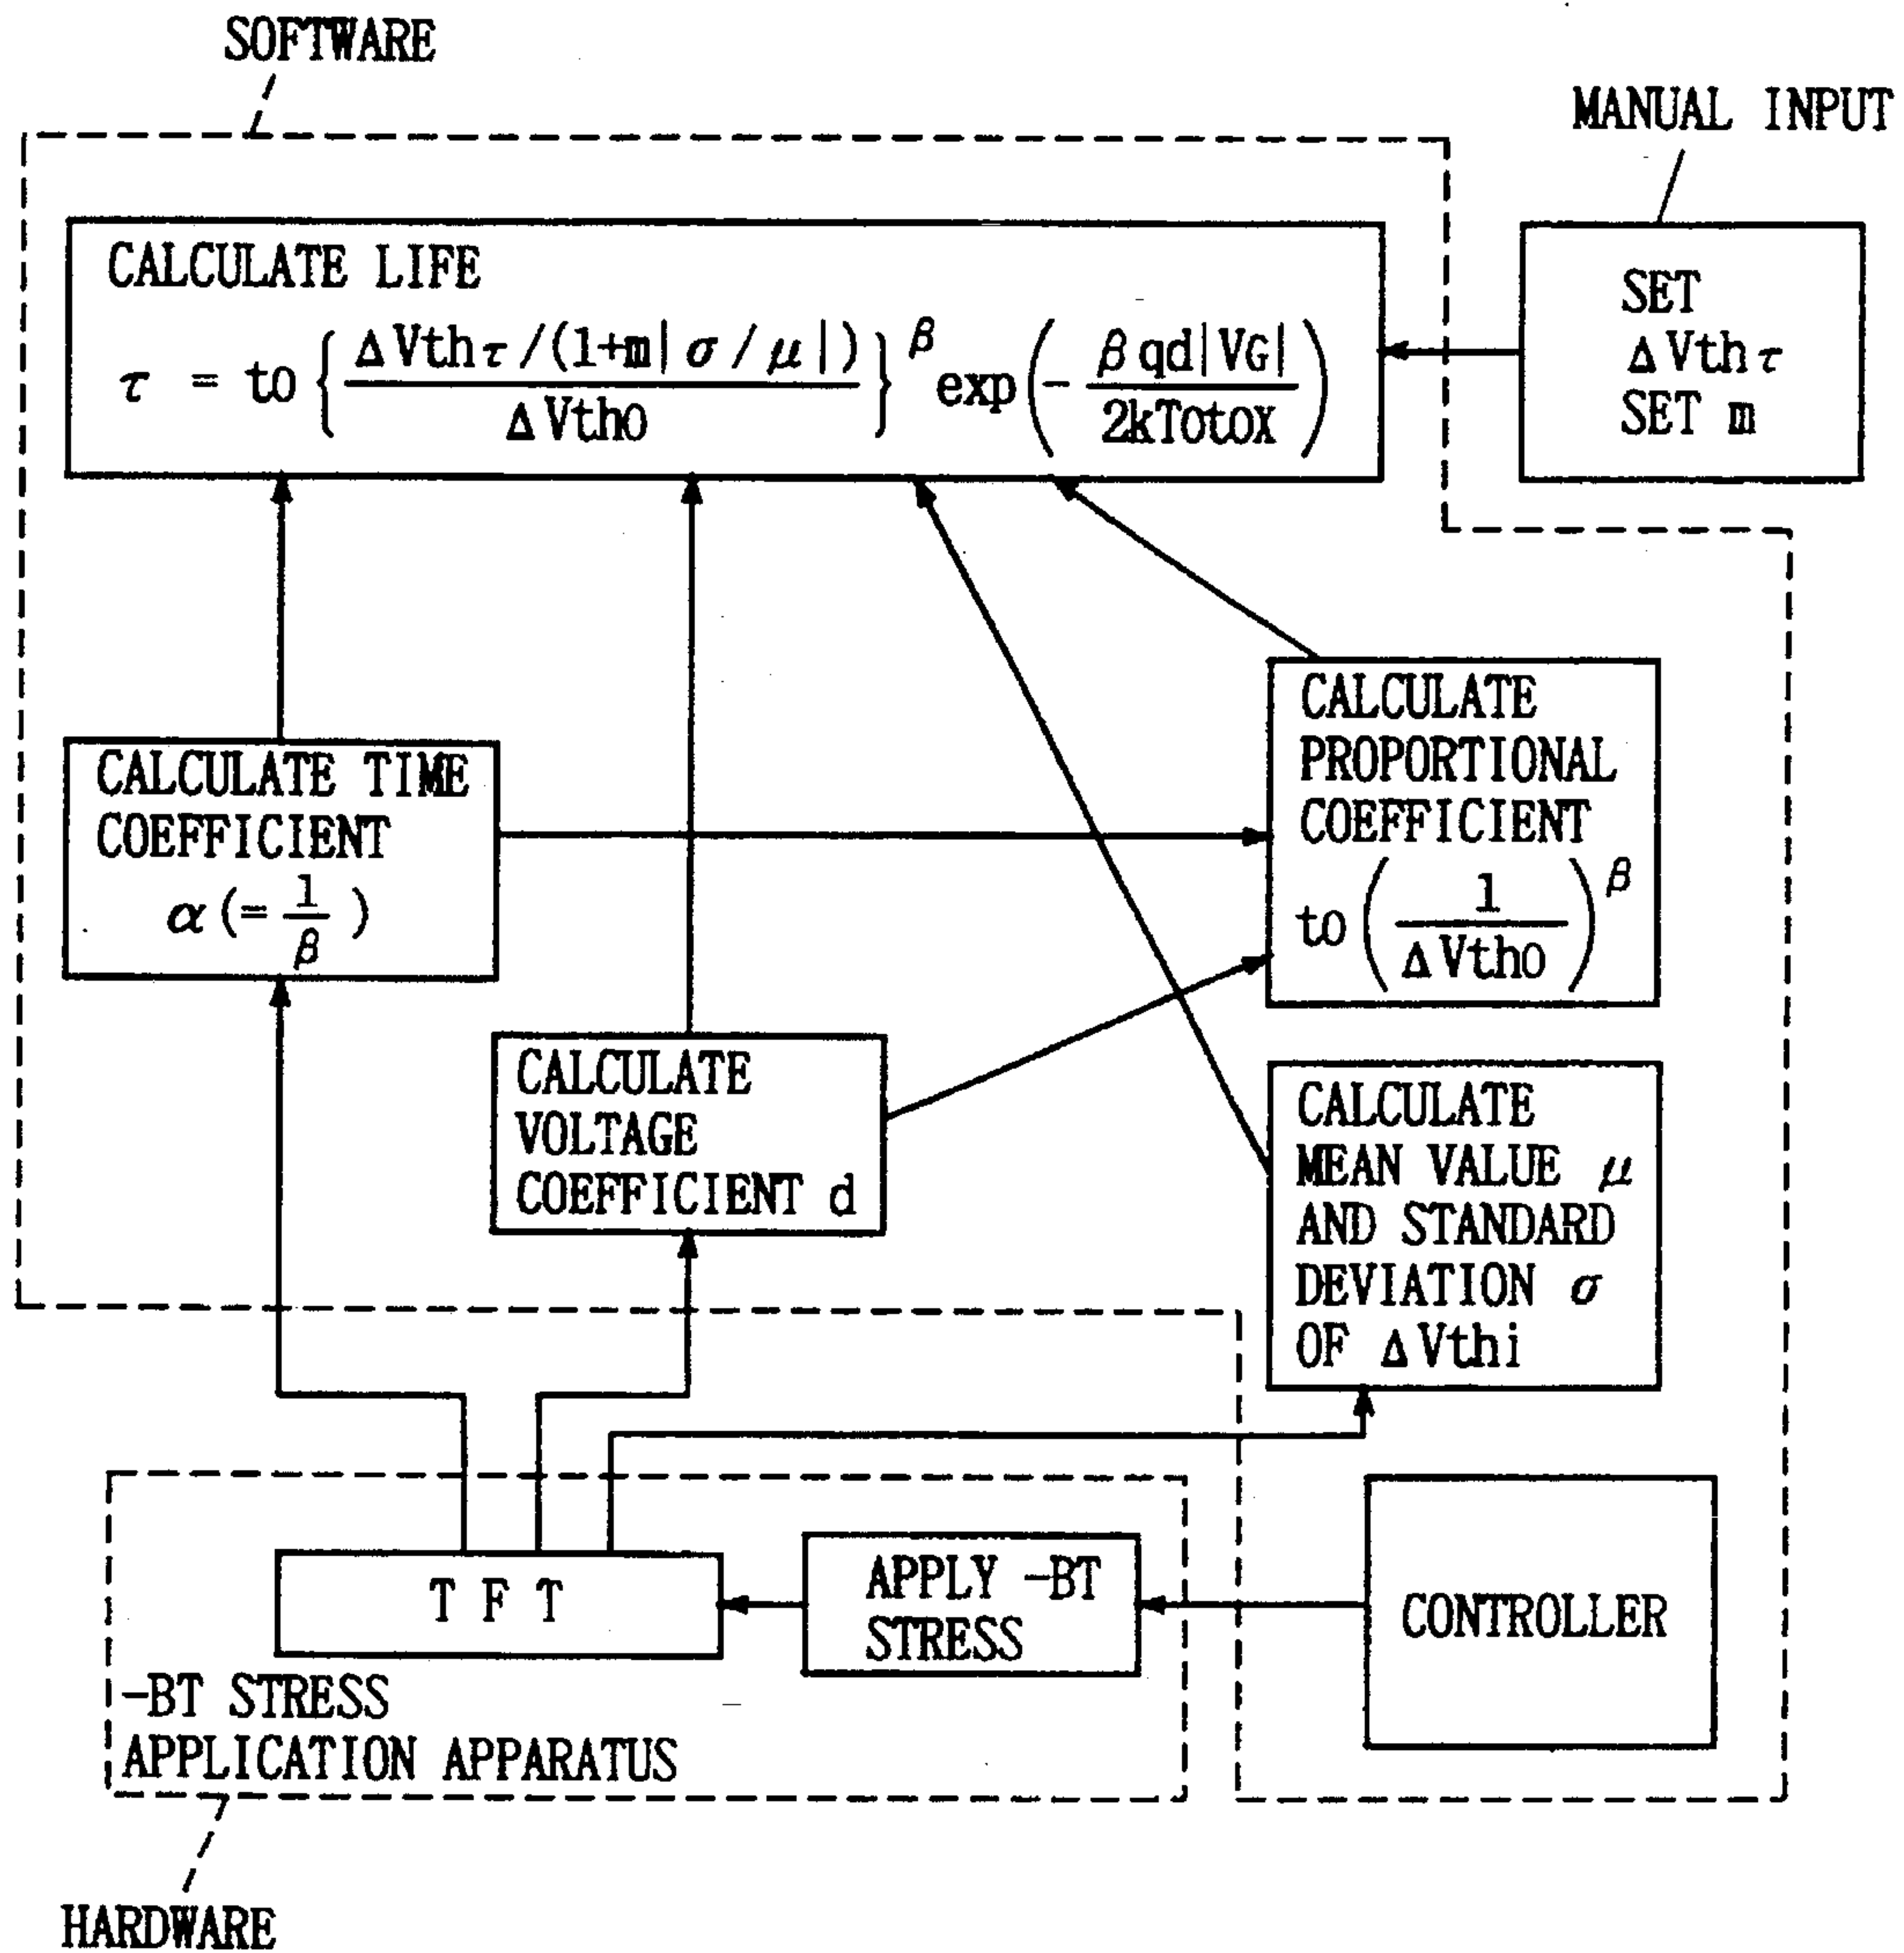 SOFTWARE
MANUAL INPUT
CALCULATE LIFE
τ = to { ΔVthτ/(1+m|σ/μ|) / ΔVtho }^β exp(- βqd|VG| / 2kTotox)
SET
ΔVthτ
SET m
CALCULATE TIME
COEFFICIENT
α(= 1/β )
CALCULATE
PROPORTIONAL
COEFFICIENT
to ( 1 / ΔVtho )^β
CALCULATE
VOLTAGE
COEFFICIENT d
CALCULATE
MEAN VALUE μ
AND STANDARD
DEVIATION σ
OF ΔVthi
T F T
APPLY -BT
STRESS
CONTROLLER
-BT STRESS
APPLICATION APPARATUS
HARDWARE